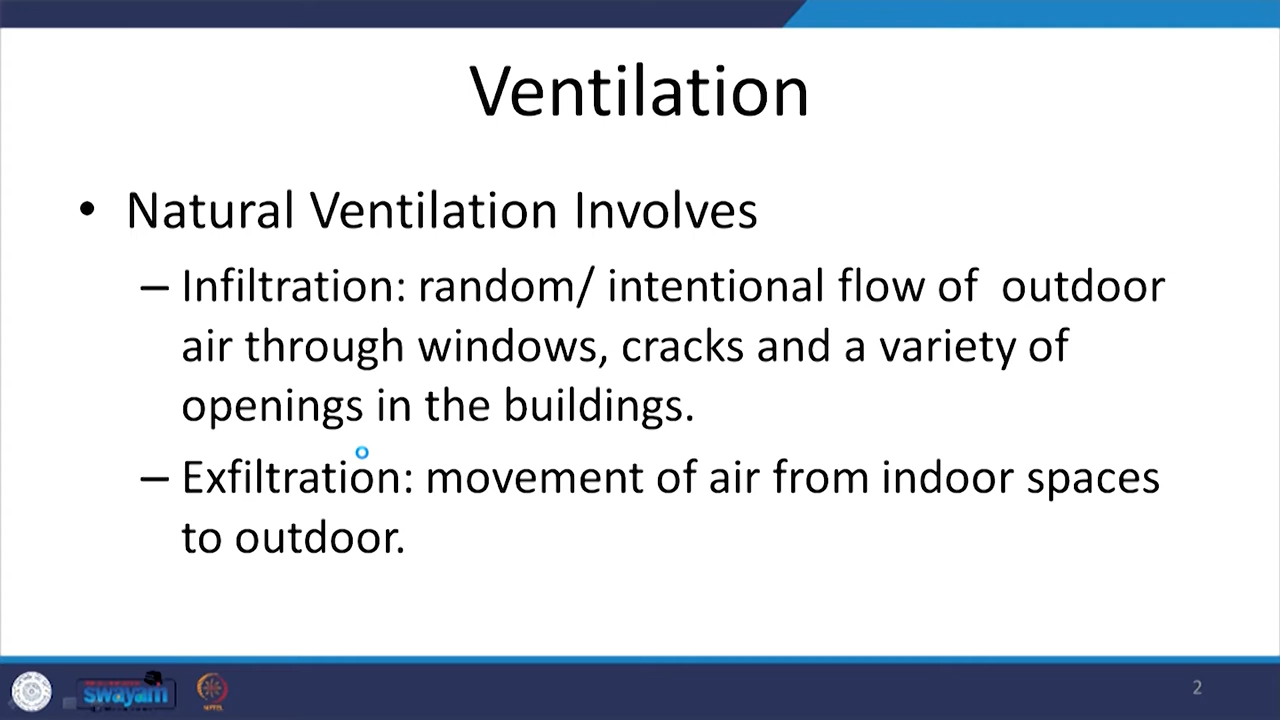 Ventilation
• Natural Ventilation Involves
– Infiltration: random/ intentional flow of outdoor
air through windows, cracks and a variety of
openings in the buildings.
– Exfiltration: movement of air from indoor spaces
to outdoor.
swayam
2